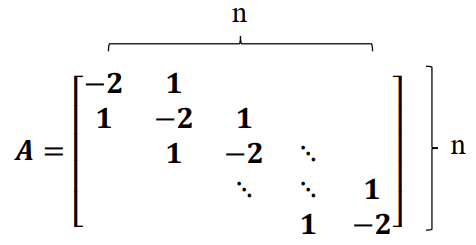 n
−2 1
1 −2 1
A = 1 −2 ⋱ n
⋱ ⋱ 1
1 −2